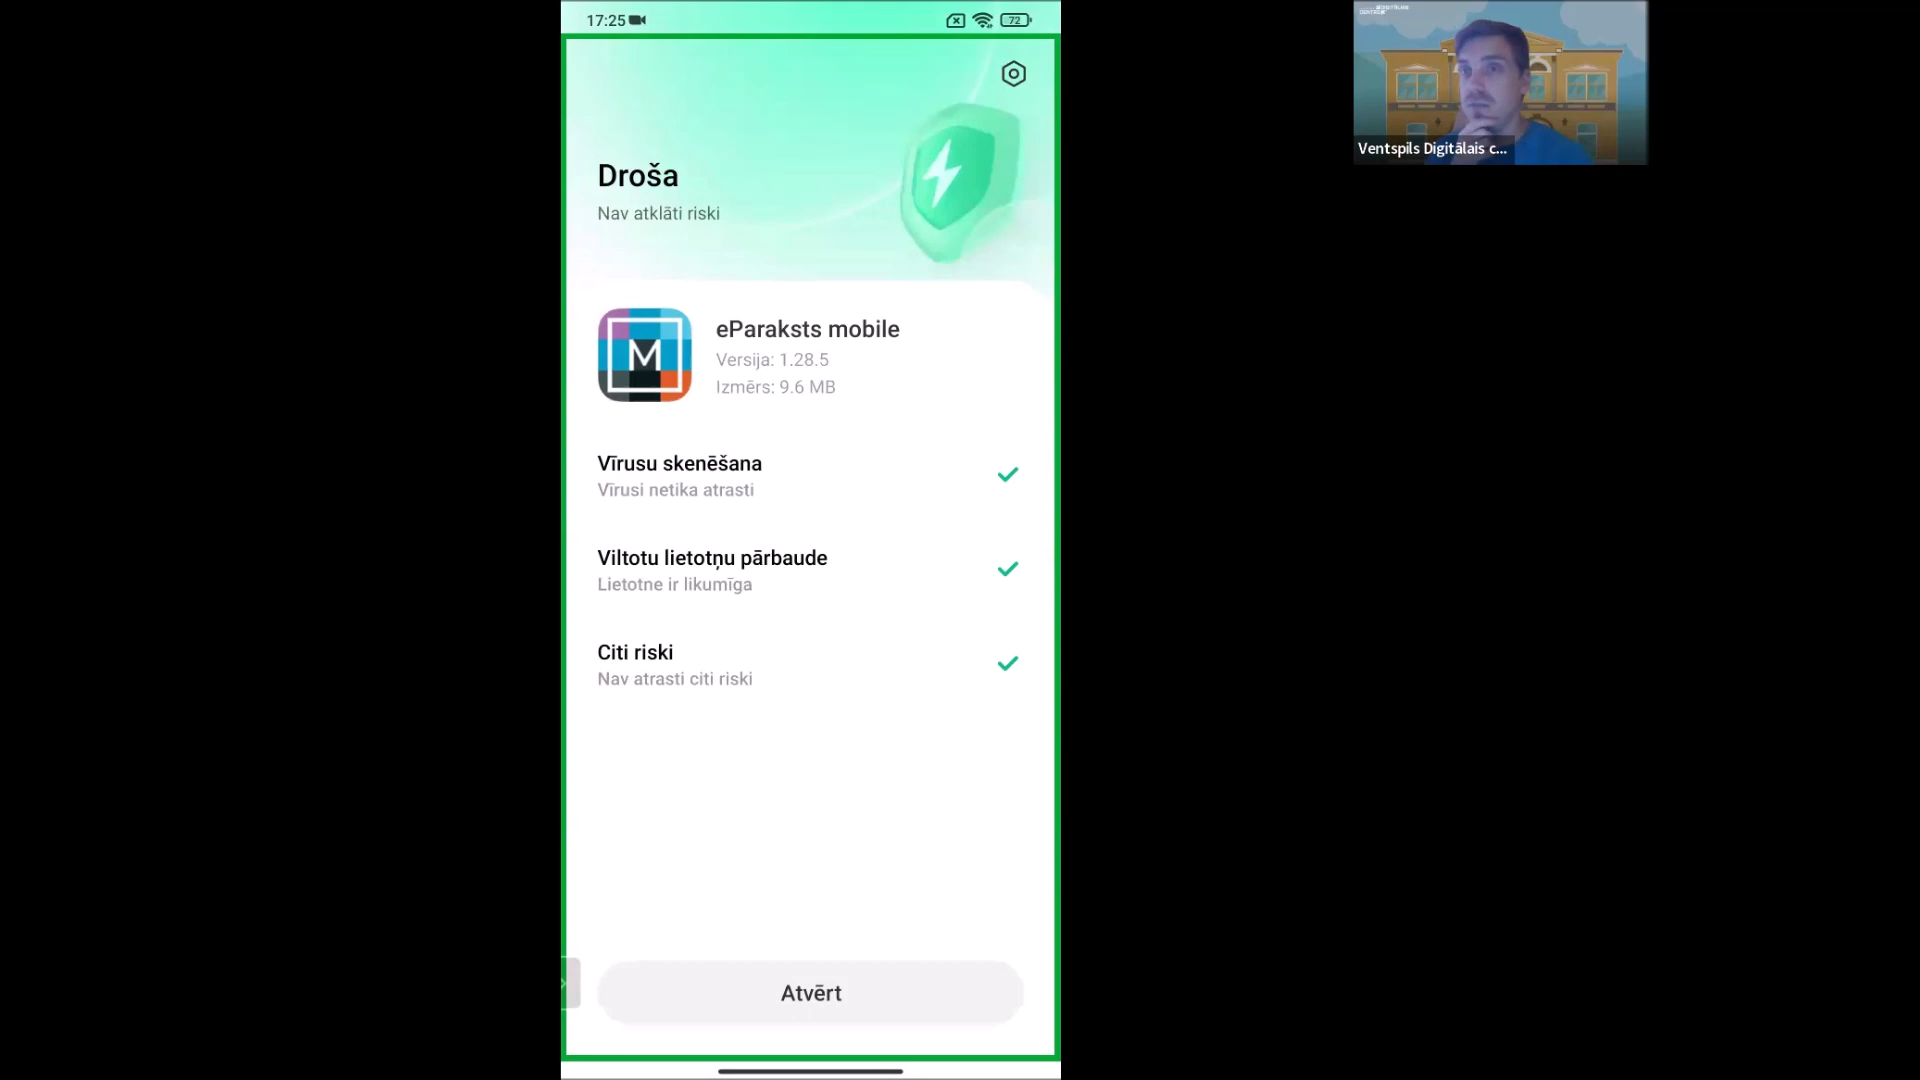 17:25
72
Droša
Nav atklāti riski
M
eParaksts mobile
Versija: 1.28.5
Izmērs: 9.6 MB
Vīrusu skenēšana
Vīrusi netika atrasti
Viltotu lietotņu pārbaude
Lietotne ir likumīga
Citi riski
Nav atrasti citi riski
Atvērt
Ventspils Digitālais c...